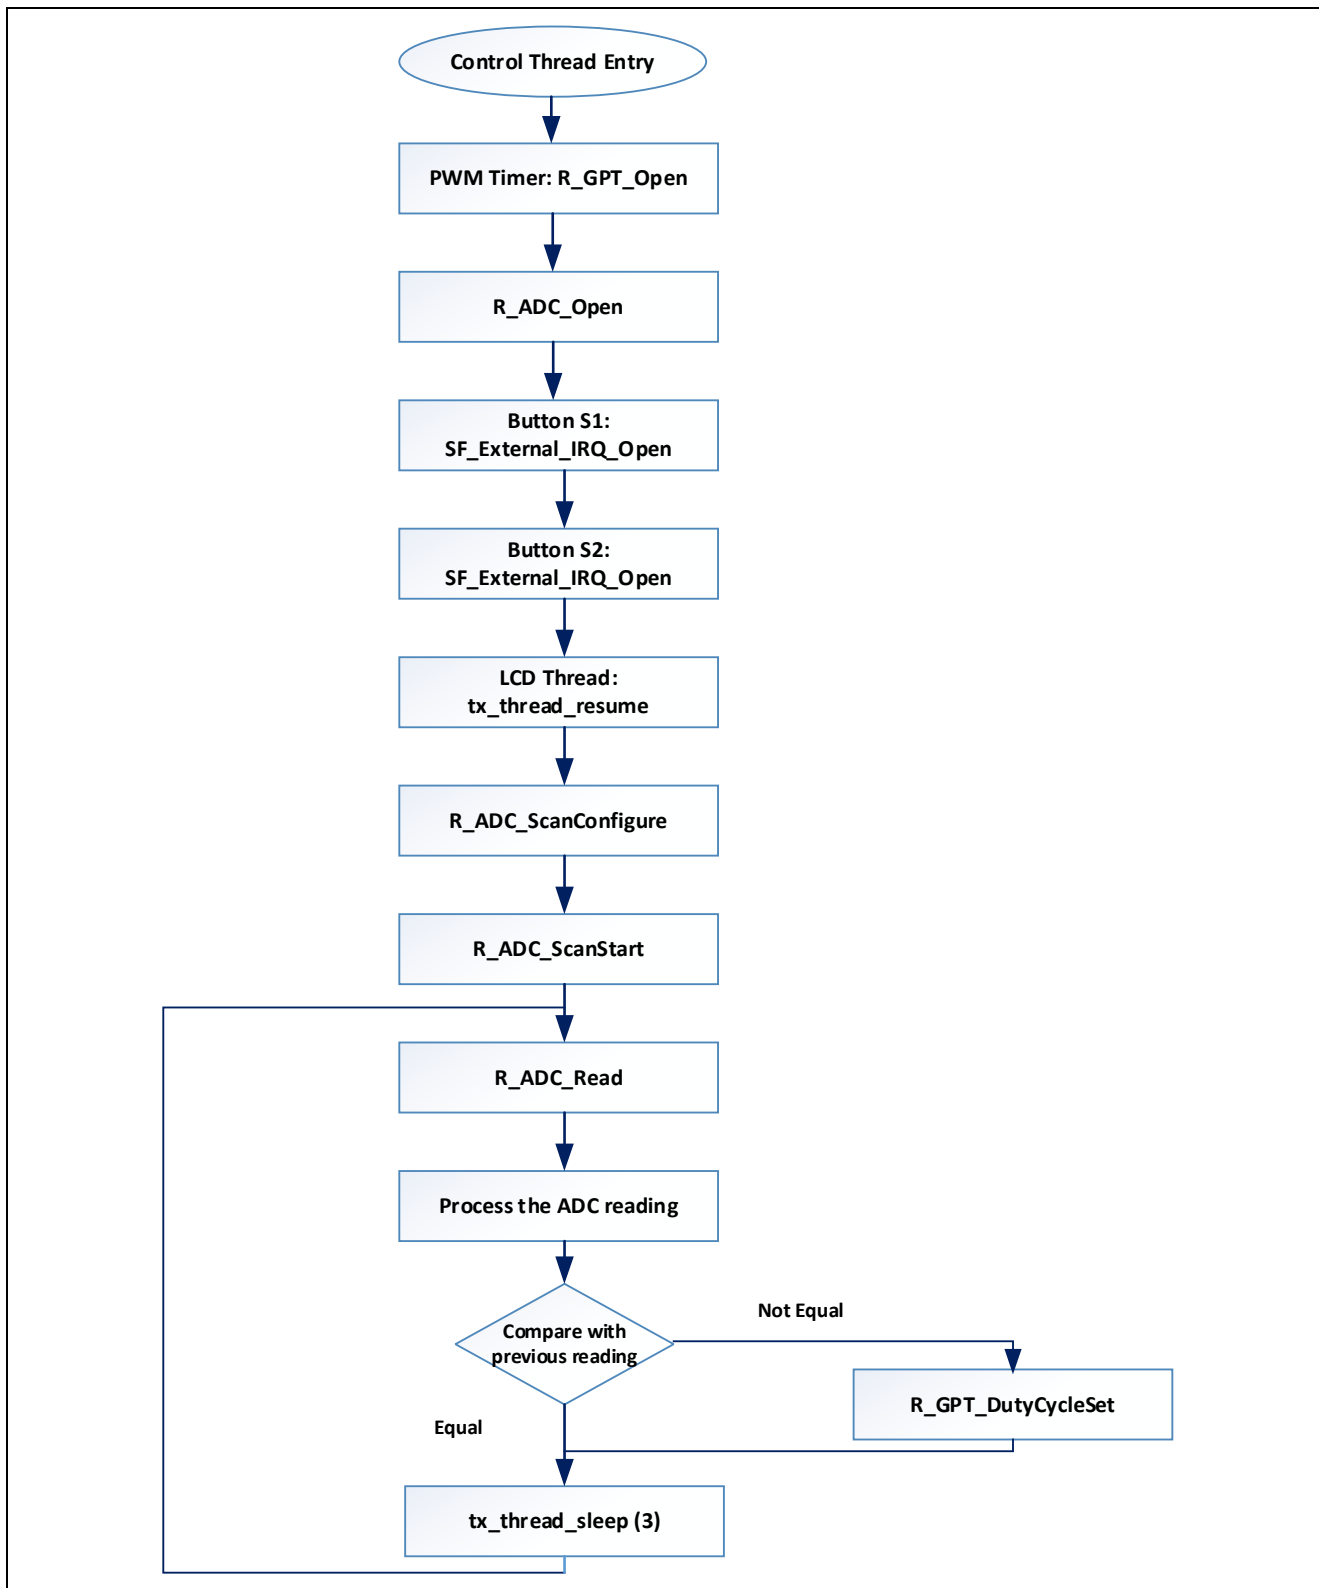 Control Thread Entry
PWM Timer: R_GPT_Open
R_ADC_Open
Button S1:
SF_External_IRQ_Open
Button S2:
SF_External_IRQ_Open
LCD Thread:
tx_thread_resume
R_ADC_ScanConfigure
R_ADC_ScanStart
R_ADC_Read
Process the ADC reading
Compare with
previous reading
Not Equal
R_GPT_DutyCycleSet
Equal
tx_thread_sleep (3)